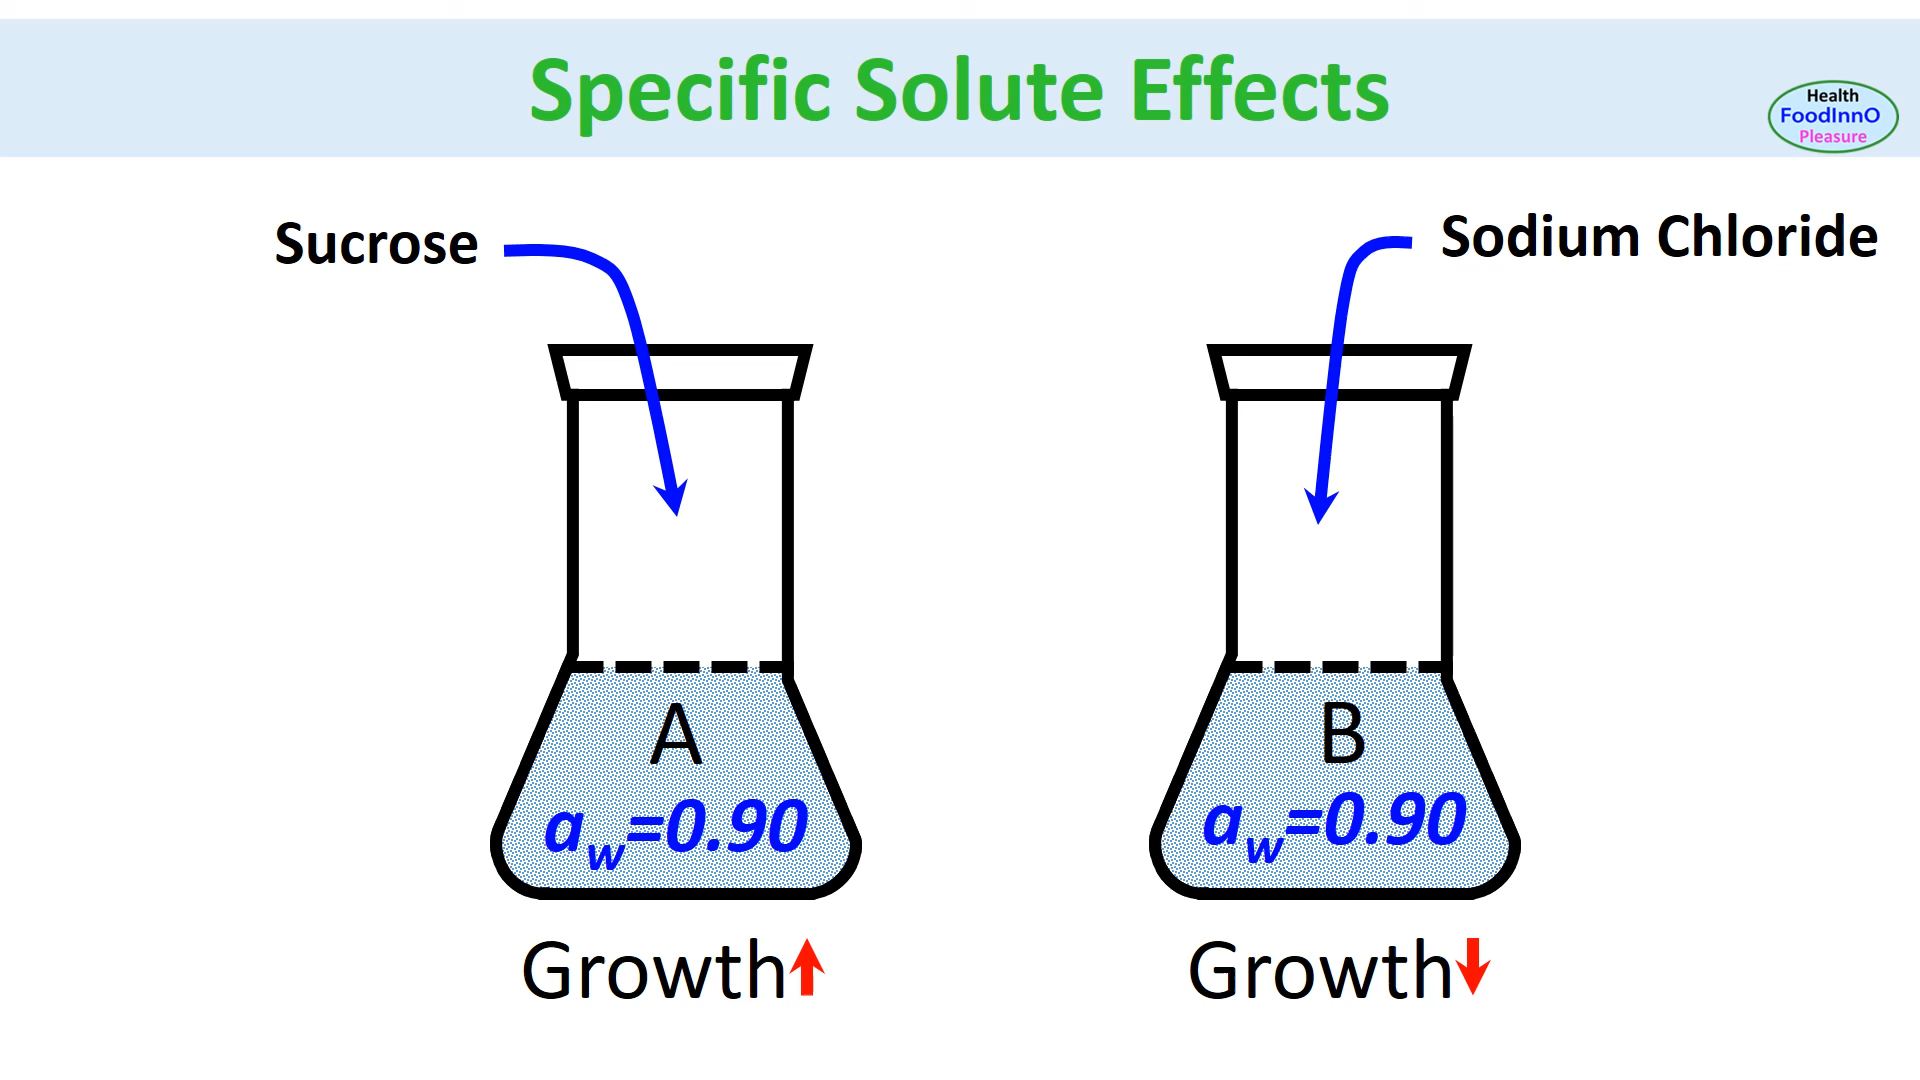 Specific Solute Effects
Health
FoodInnO
Pleasure
Sucrose
Sodium Chloride
A
aw=0.90
B
aw=0.90
Growth
Growth